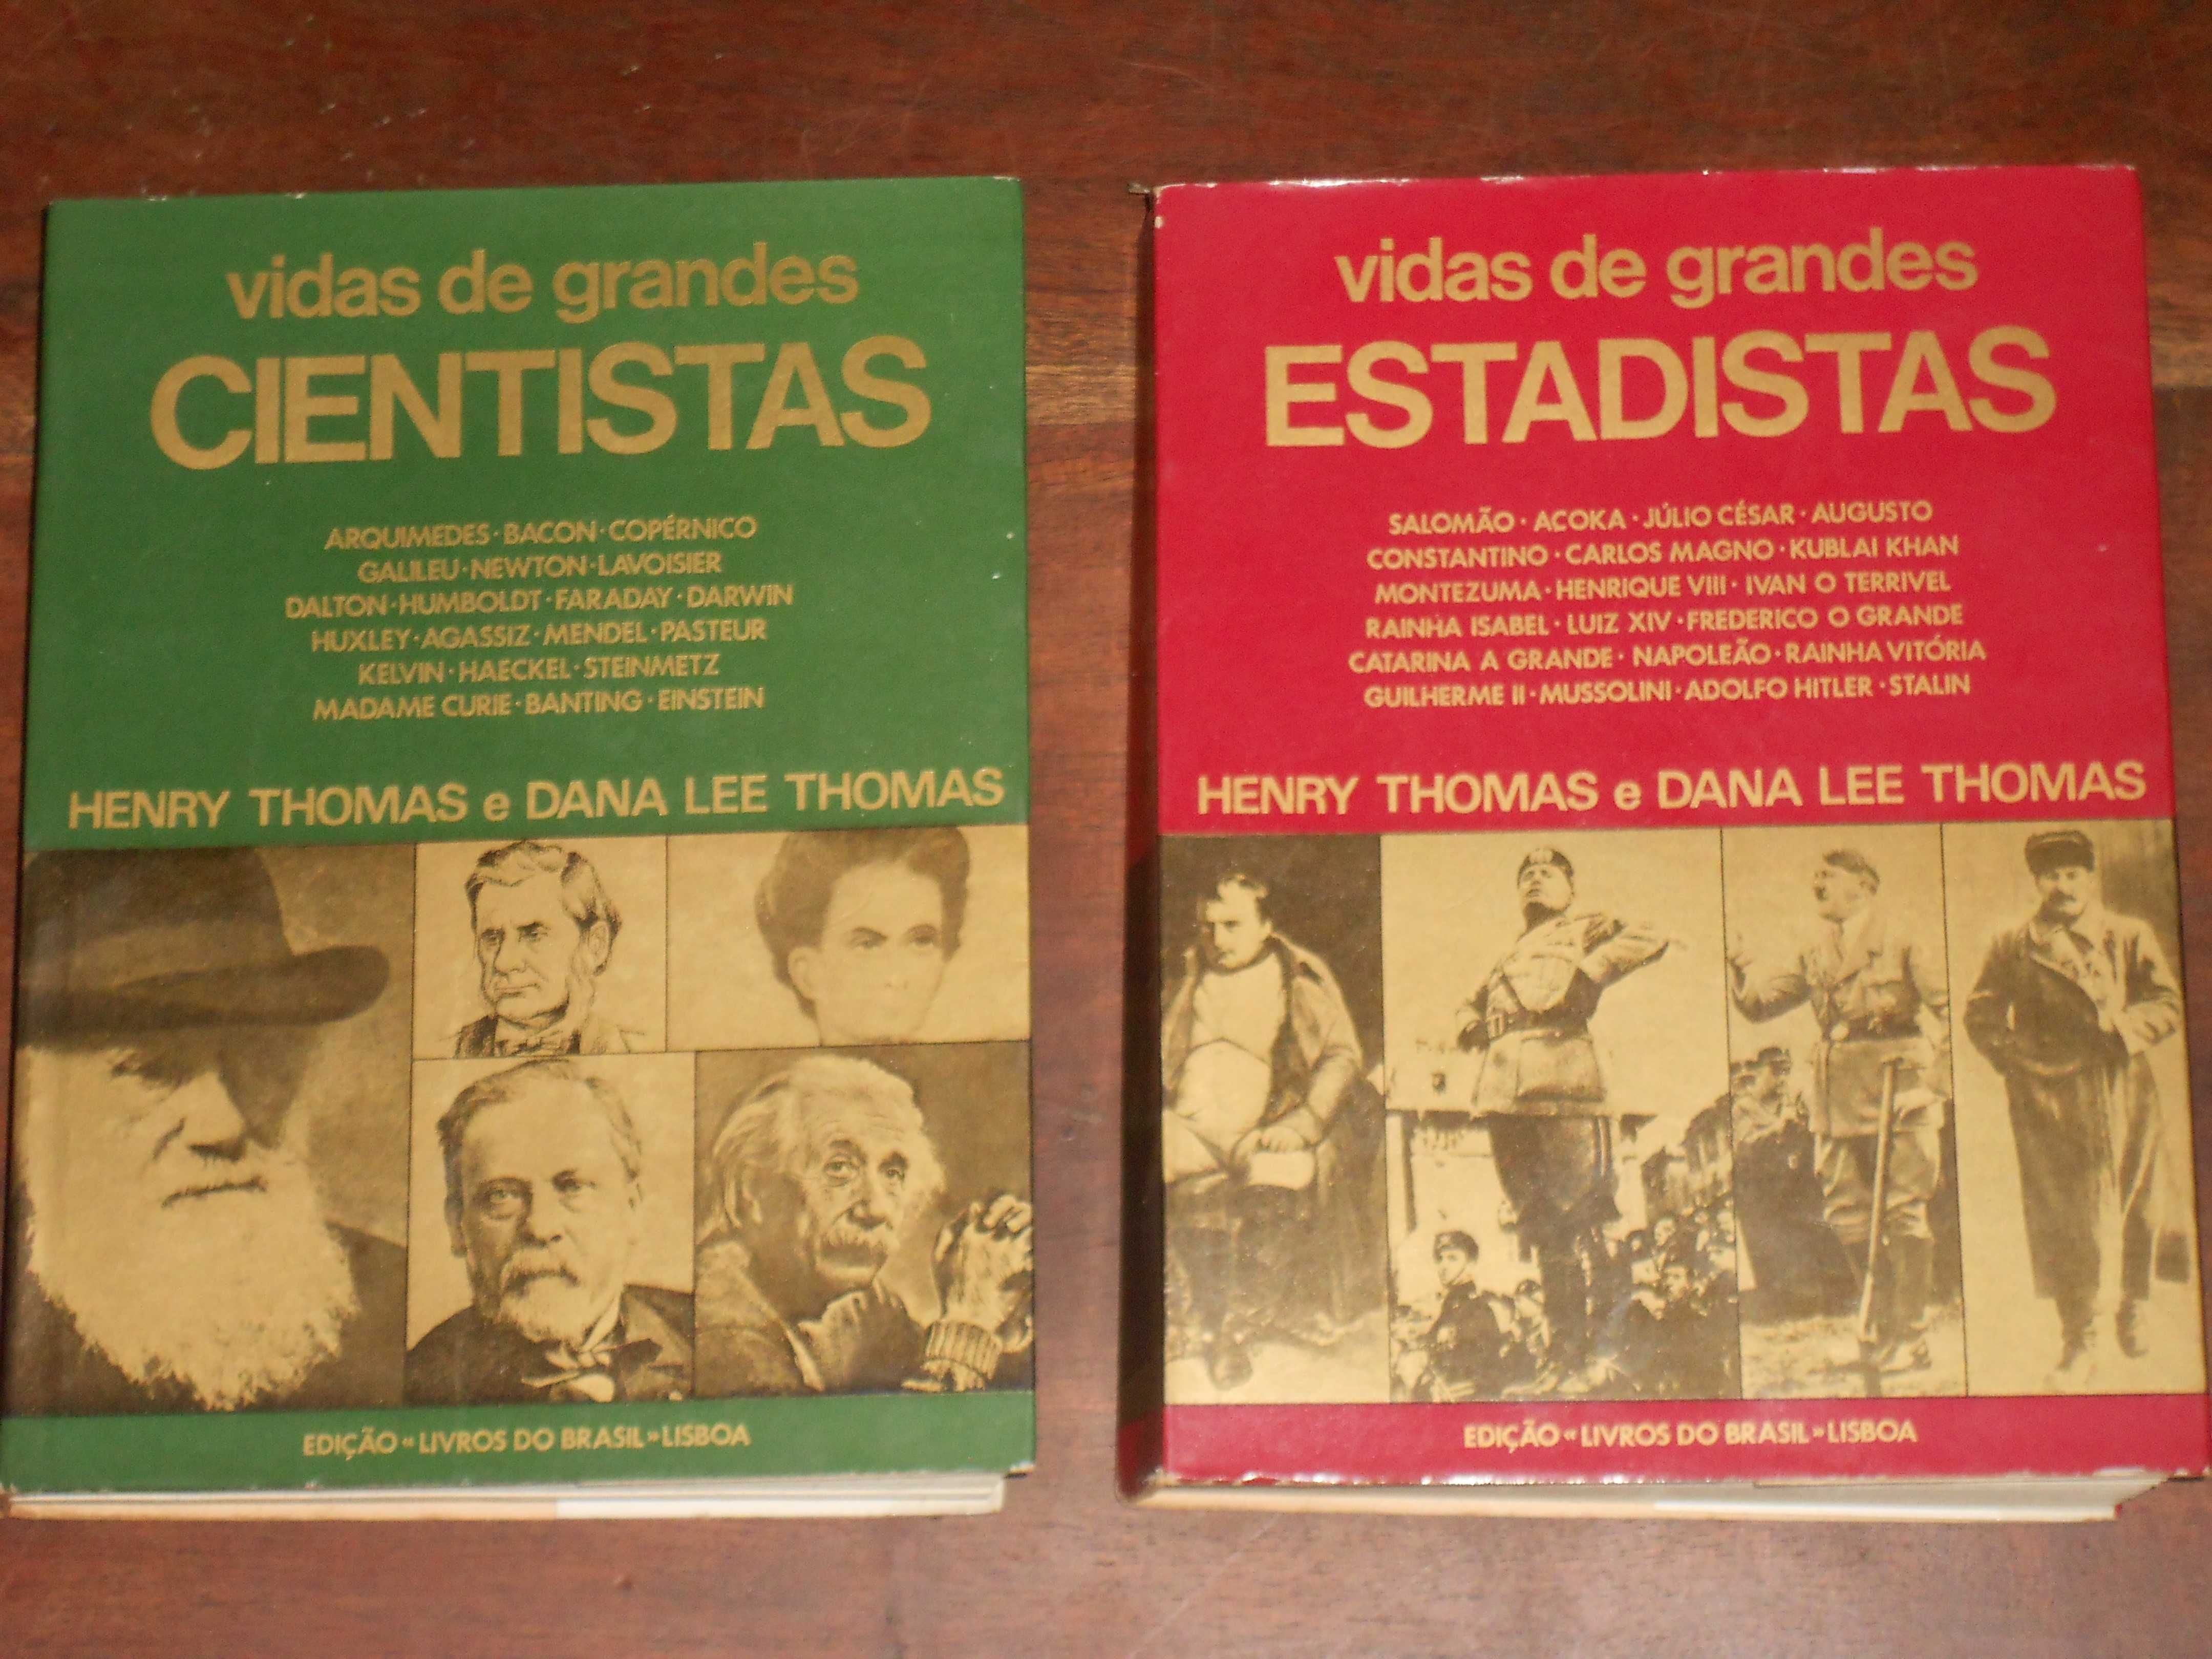 vidas de grandes
CIENTISTAS
ARQUIMEDES · BACON · COPÉRNICO
GALILEU · NEWTON · LAVOISIER
DALTON · HUMBOLDT · FARADAY · DARWIN
HUXLEY · AGASSIZ · MENDEL · PASTEUR
KELVIN · HAECKEL · STEINMETZ
MADAME CURIE · BANTING · EINSTEIN
HENRY THOMAS e DANA LEE THOMAS
EDIÇÃO «LIVROS DO BRASIL» LISBOA
vidas de grandes
ESTADISTAS
SALOMÃO · AÇOKA · JÚLIO CÉSAR · AUGUSTO
CONSTANTINO · CARLOS MAGNO · KUBLAI KHAN
MONTEZUMA · HENRIQUE VIII · IVAN O TERRIVEL
RAINHA ISABEL · LUIZ XIV · FREDERICO O GRANDE
CATARINA A GRANDE · NAPOLEÃO · RAINHA VITÓRIA
GUILHERME II · MUSSOLINI · ADOLFO HITLER · STALIN
HENRY THOMAS e DANA LEE THOMAS
EDIÇÃO «LIVROS DO BRASIL» LISBOA